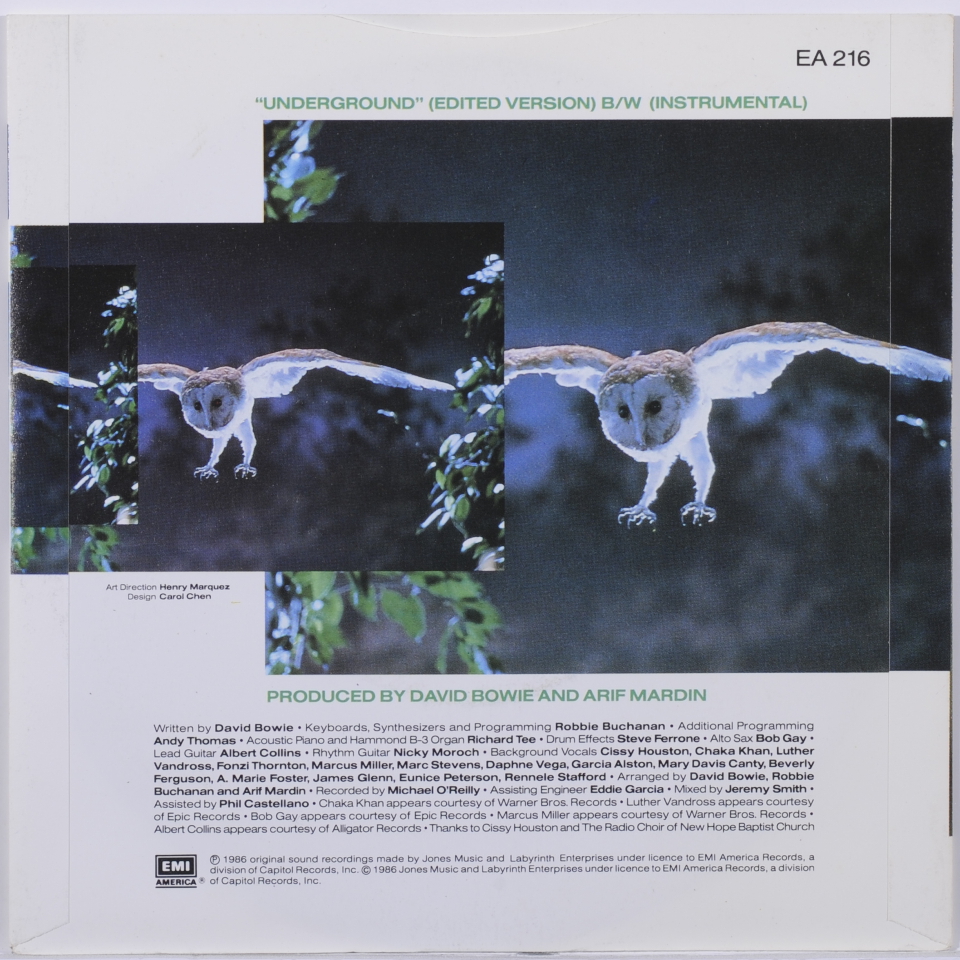 EA 216
“UNDERGROUND” (EDITED VERSION) B/W (INSTRUMENTAL)
Art Direction Henry Marquez
Design Carol Chen
PRODUCED BY DAVID BOWIE AND ARIF MARDIN
Written by David Bowie • Keyboards, Synthesizers and Programming Robbie Buchanan • Additional Programming
Andy Thomas • Acoustic Piano and Hammond B-3 Organ Richard Tee • Drum Effects Steve Ferrone • Alto Sax Bob Gay •
Lead Guitar Albert Collins • Rhythm Guitar Nicky Moroch • Background Vocals Cissy Houston, Chaka Khan, Luther
Vandross, Fonzi Thornton, Marcus Miller, Marc Stevens, Daphne Vega, Garcia Alston, Mary Davis Canty, Beverly
Ferguson, A. Marie Foster, James Glenn, Eunice Peterson, Rennele Stafford • Arranged by David Bowie, Robbie
Buchanan and Arif Mardin • Recorded by Michael O'Reilly • Assisting Engineer Eddie Garcia • Mixed by Jeremy Smith •
Assisted by Phil Castellano • Chaka Khan appears courtesy of Warner Bros. Records • Luther Vandross appears courtesy
of Epic Records • Bob Gay appears courtesy of Epic Records • Marcus Miller appears courtesy of Warner Bros. Records •
Albert Collins appears courtesy of Alligator Records • Thanks to Cissy Houston and The Radio Choir of New Hope Baptist Church
EMI
AMERICA ®
℗ 1986 original sound recordings made by Jones Music and Labyrinth Enterprises under licence to EMI America Records, a
division of Capitol Records, Inc. © 1986 Jones Music and Labyrinth Enterprises under licence to EMI America Records, a division
of Capitol Records, Inc.